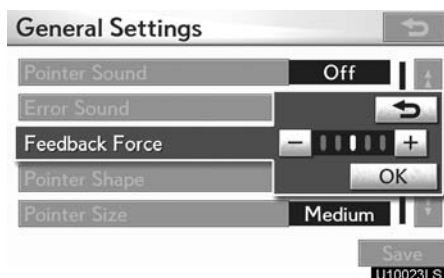 General Settings
Pointer Sound Off
Error Sound
Feedback Force - +
Pointer Shape OK
Pointer Size Medium
Save
U10023LS